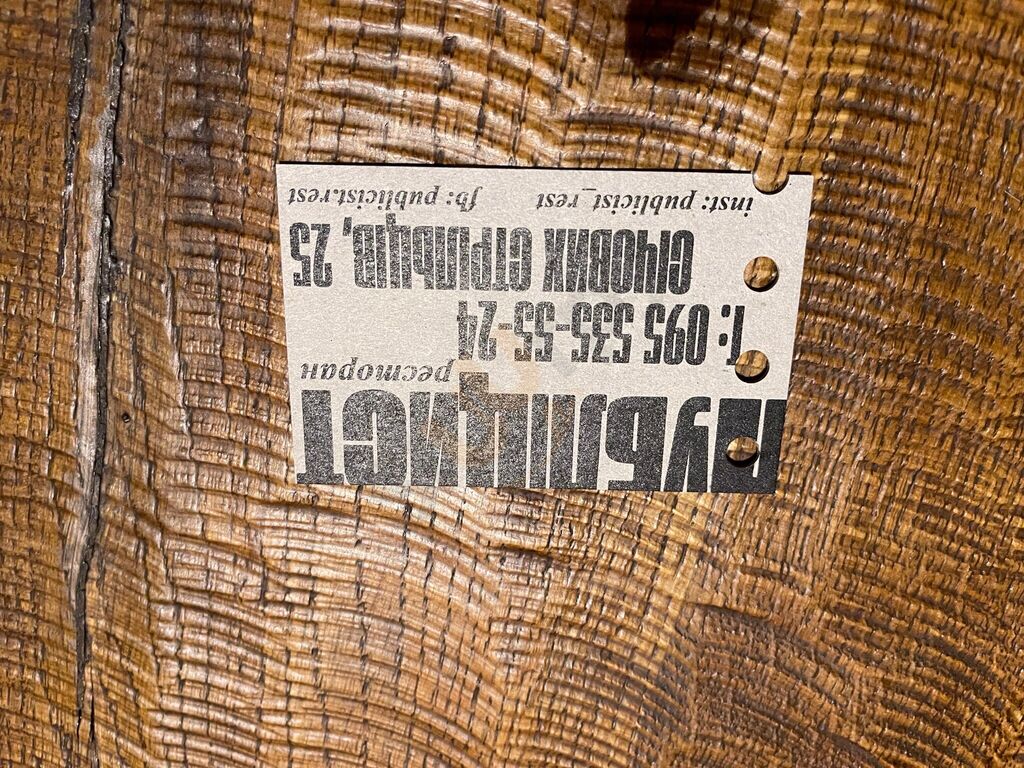 ПУБЛІЦИСТ
ресторан
Т: 095 535-55-24
СІЧОВИХ СТРІЛЬЦІВ, 25
inst: publicist_rest fb: publicist.rest